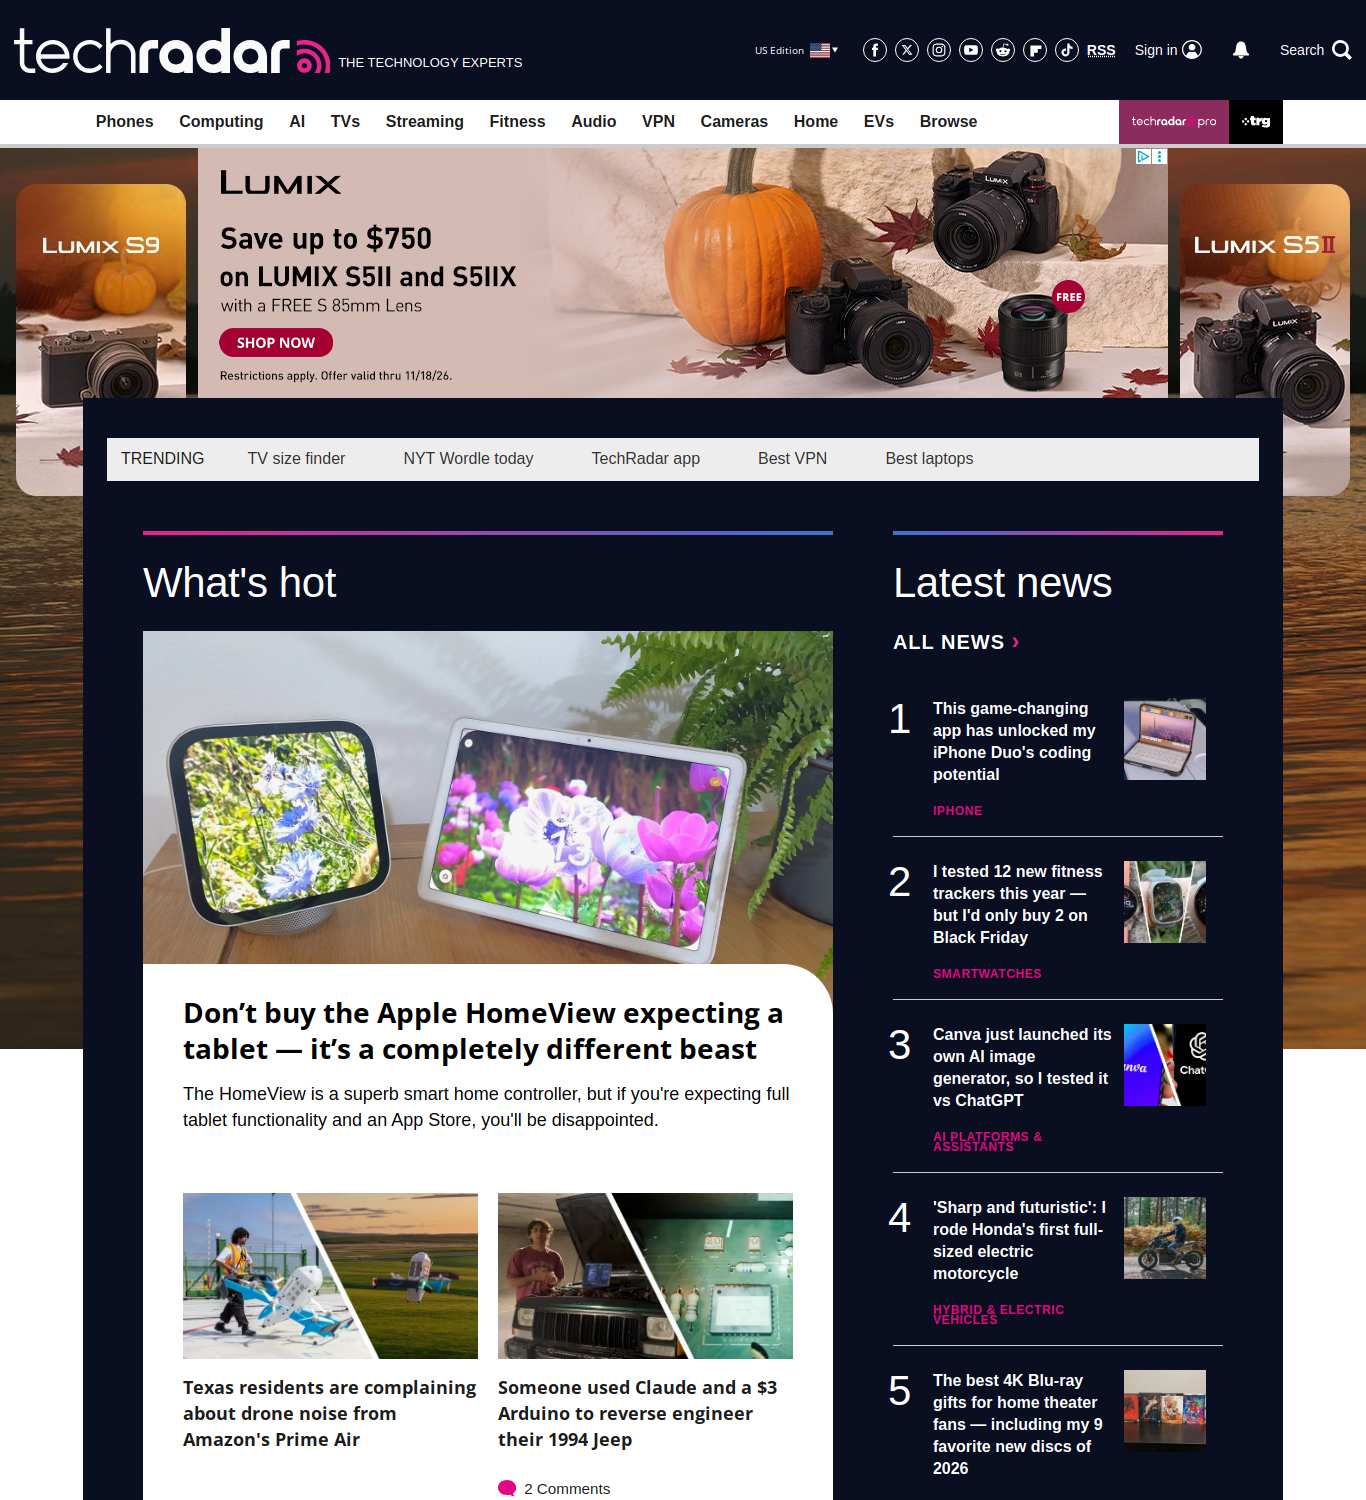 techradar THE TECHNOLOGY EXPERTS
US Edition
RSS
Sign in
Search
Phones Computing AI TVs Streaming Fitness Audio VPN Cameras Home EVs Browse
techradar pro
trg
LUMIX S9
LUMIX
Save up to $750
on LUMIX S5II and S5IIX
with a FREE S 85mm Lens
SHOP NOW
Restrictions apply. Offer valid thru 11/18/26.
LUMIX
FREE
LUMIX S5II
LUMIX
TRENDING TV size finder NYT Wordle today TechRadar app Best VPN Best laptops
What's hot
13
Don’t buy the Apple HomeView expecting a
tablet — it’s a completely different beast
The HomeView is a superb smart home controller, but if you're expecting full
tablet functionality and an App Store, you'll be disappointed.
Texas residents are complaining
about drone noise from
Amazon's Prime Air
Someone used Claude and a $3
Arduino to reverse engineer
their 1994 Jeep
2 Comments
Latest news
ALL NEWS ›
1
This game-changing
app has unlocked my
iPhone Duo's coding
potential
IPHONE
2
I tested 12 new fitness
trackers this year —
but I'd only buy 2 on
Black Friday
SMARTWATCHES
3
Canva just launched its
own AI image
generator, so I tested it
vs ChatGPT
AI PLATFORMS &
ASSISTANTS
4
'Sharp and futuristic': I
rode Honda's first full-
sized electric
motorcycle
HYBRID & ELECTRIC
VEHICLES
5
The best 4K Blu-ray
gifts for home theater
fans — including my 9
favorite new discs of
2026